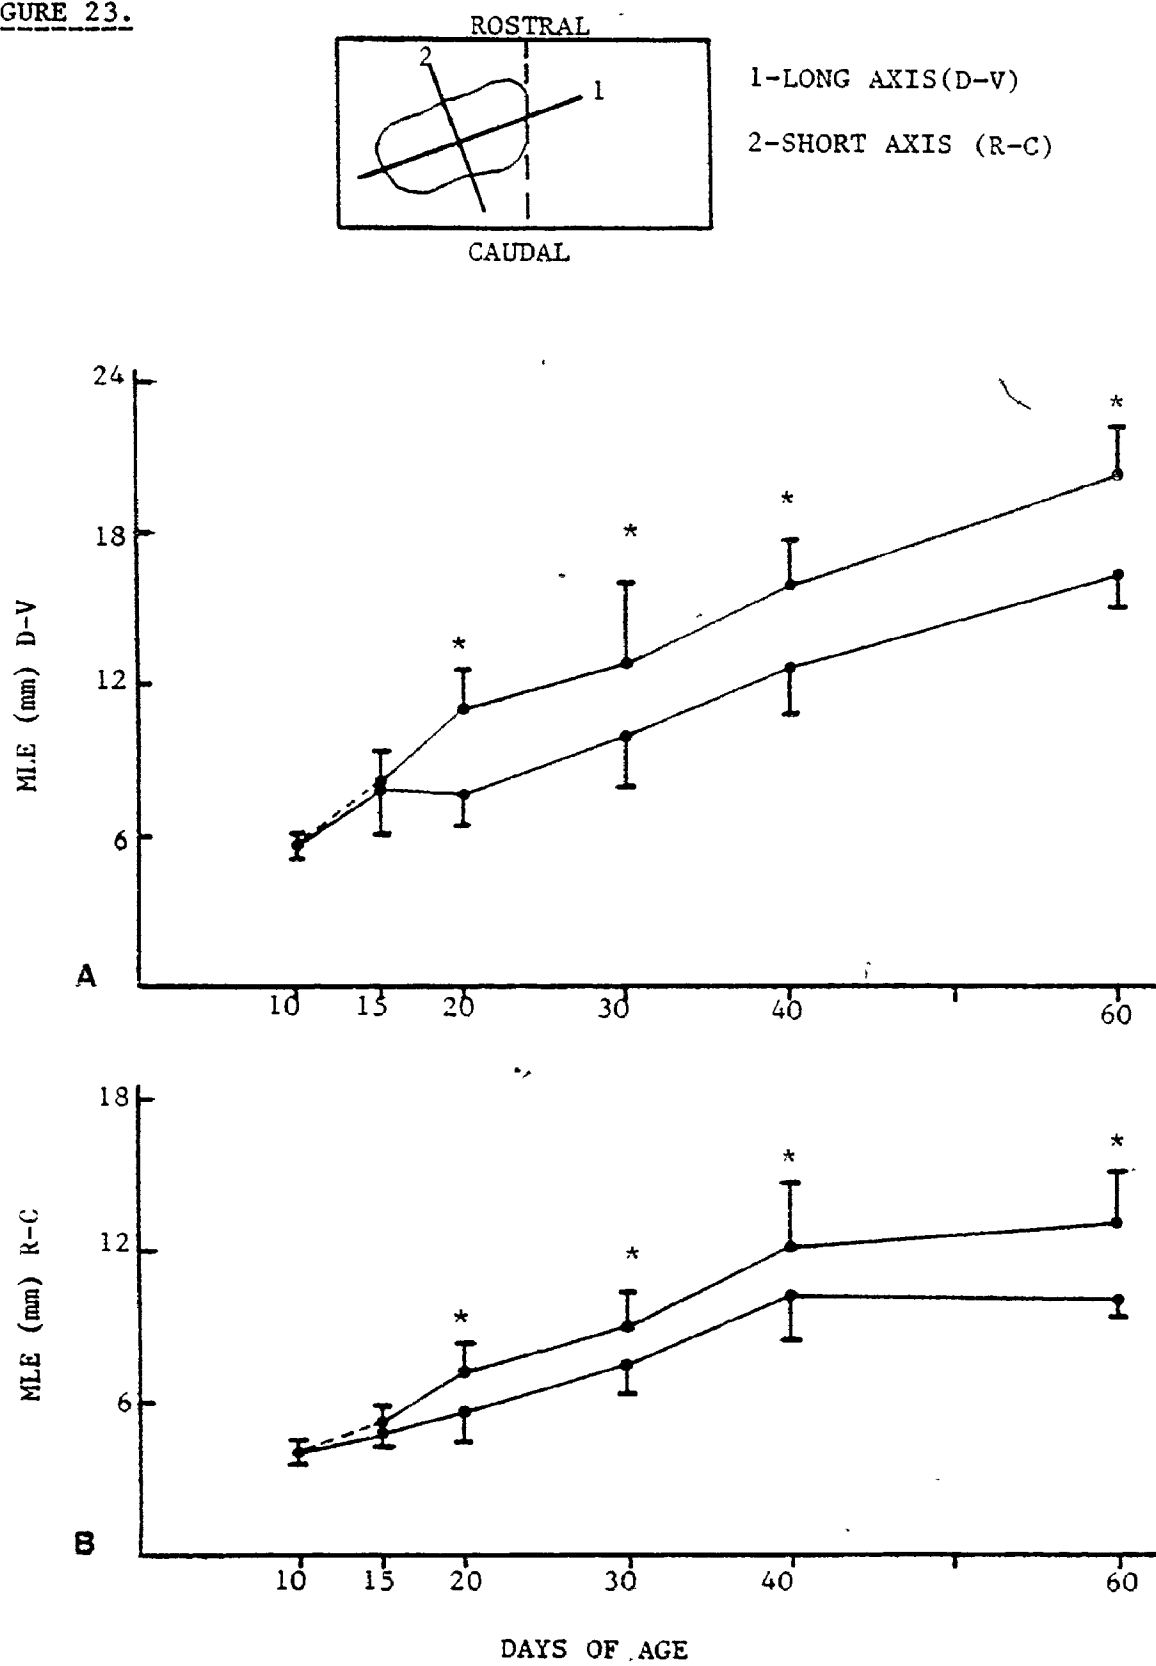 GURE 23.
ROSTRAL
2
1
1-LONG AXIS(D-V)
2-SHORT AXIS (R-C)
CAUDAL
24
18
12
6
MLE (mm) D-V
*
*
*
*
A
10 15 20 30 40 60
18
12
6
MLE (mm) R-C
*
*
*
*
B
10 15 20 30 40 60
DAYS OF AGE